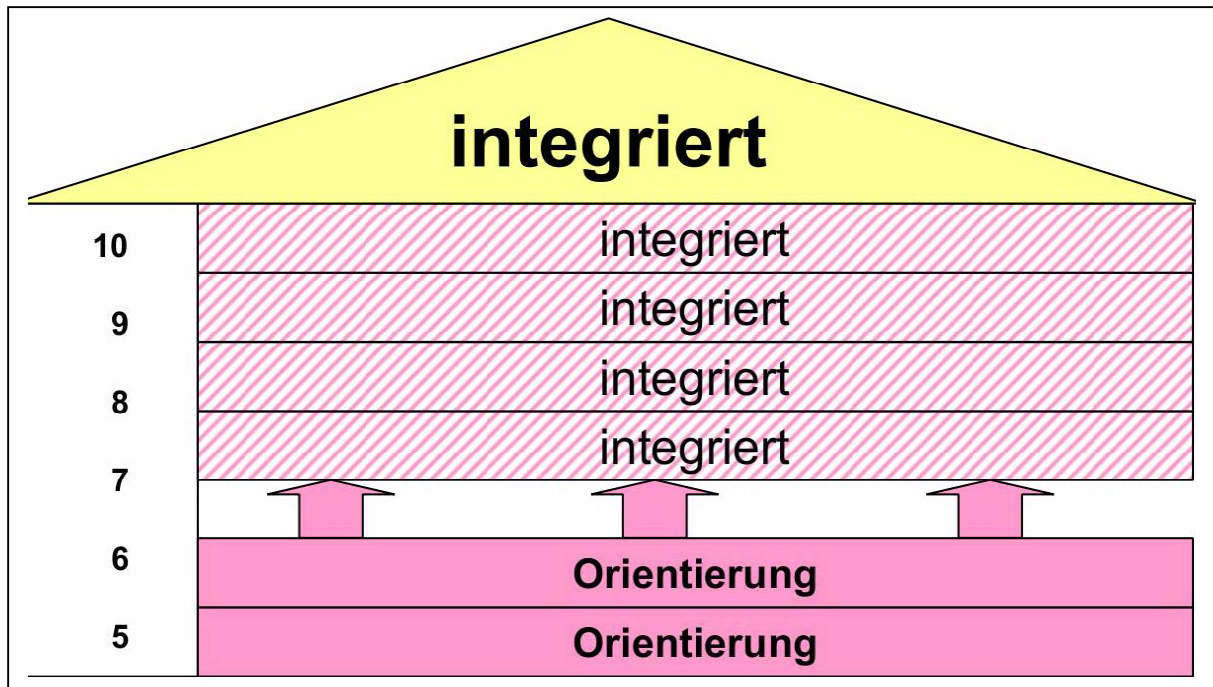 integriert
10 integriert
9 integriert
8 integriert
7 integriert
6 Orientierung
5 Orientierung